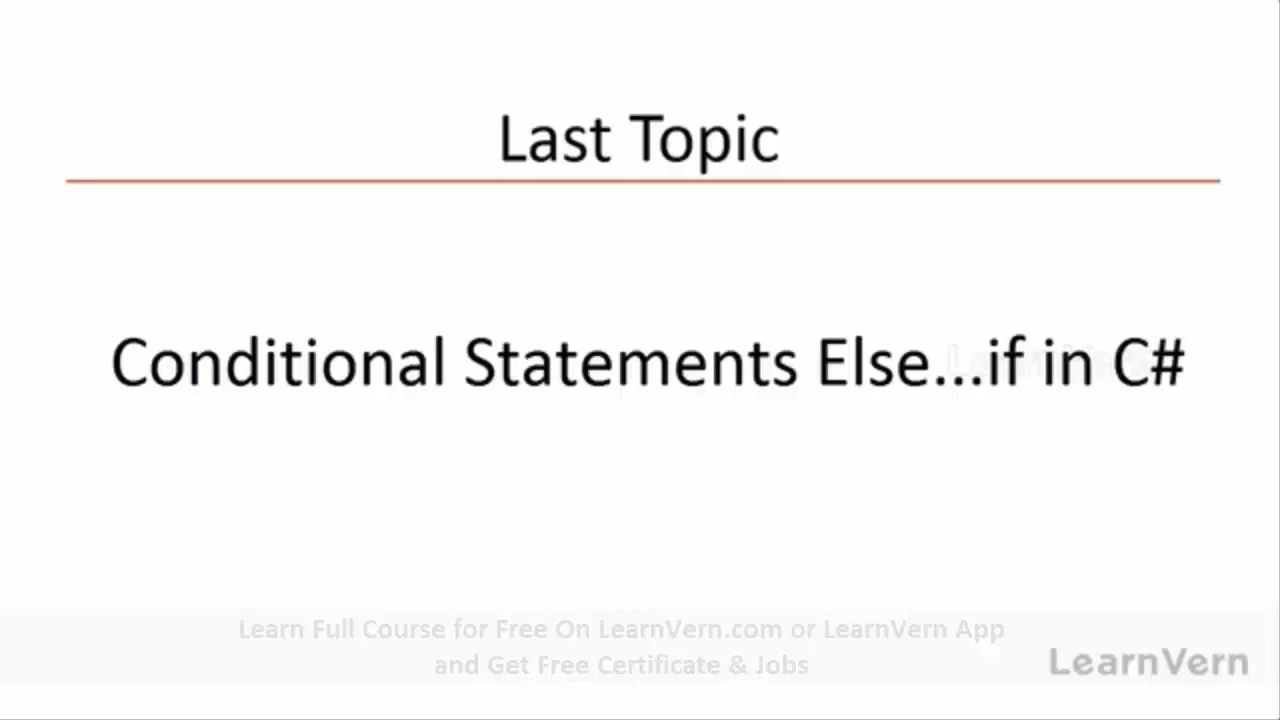 Last Topic
Conditional Statements Else...if in C#
Learn Full Course for Free On LearnVern.com or LearnVern App
and Get Free Certificate & Jobs
LearnVern